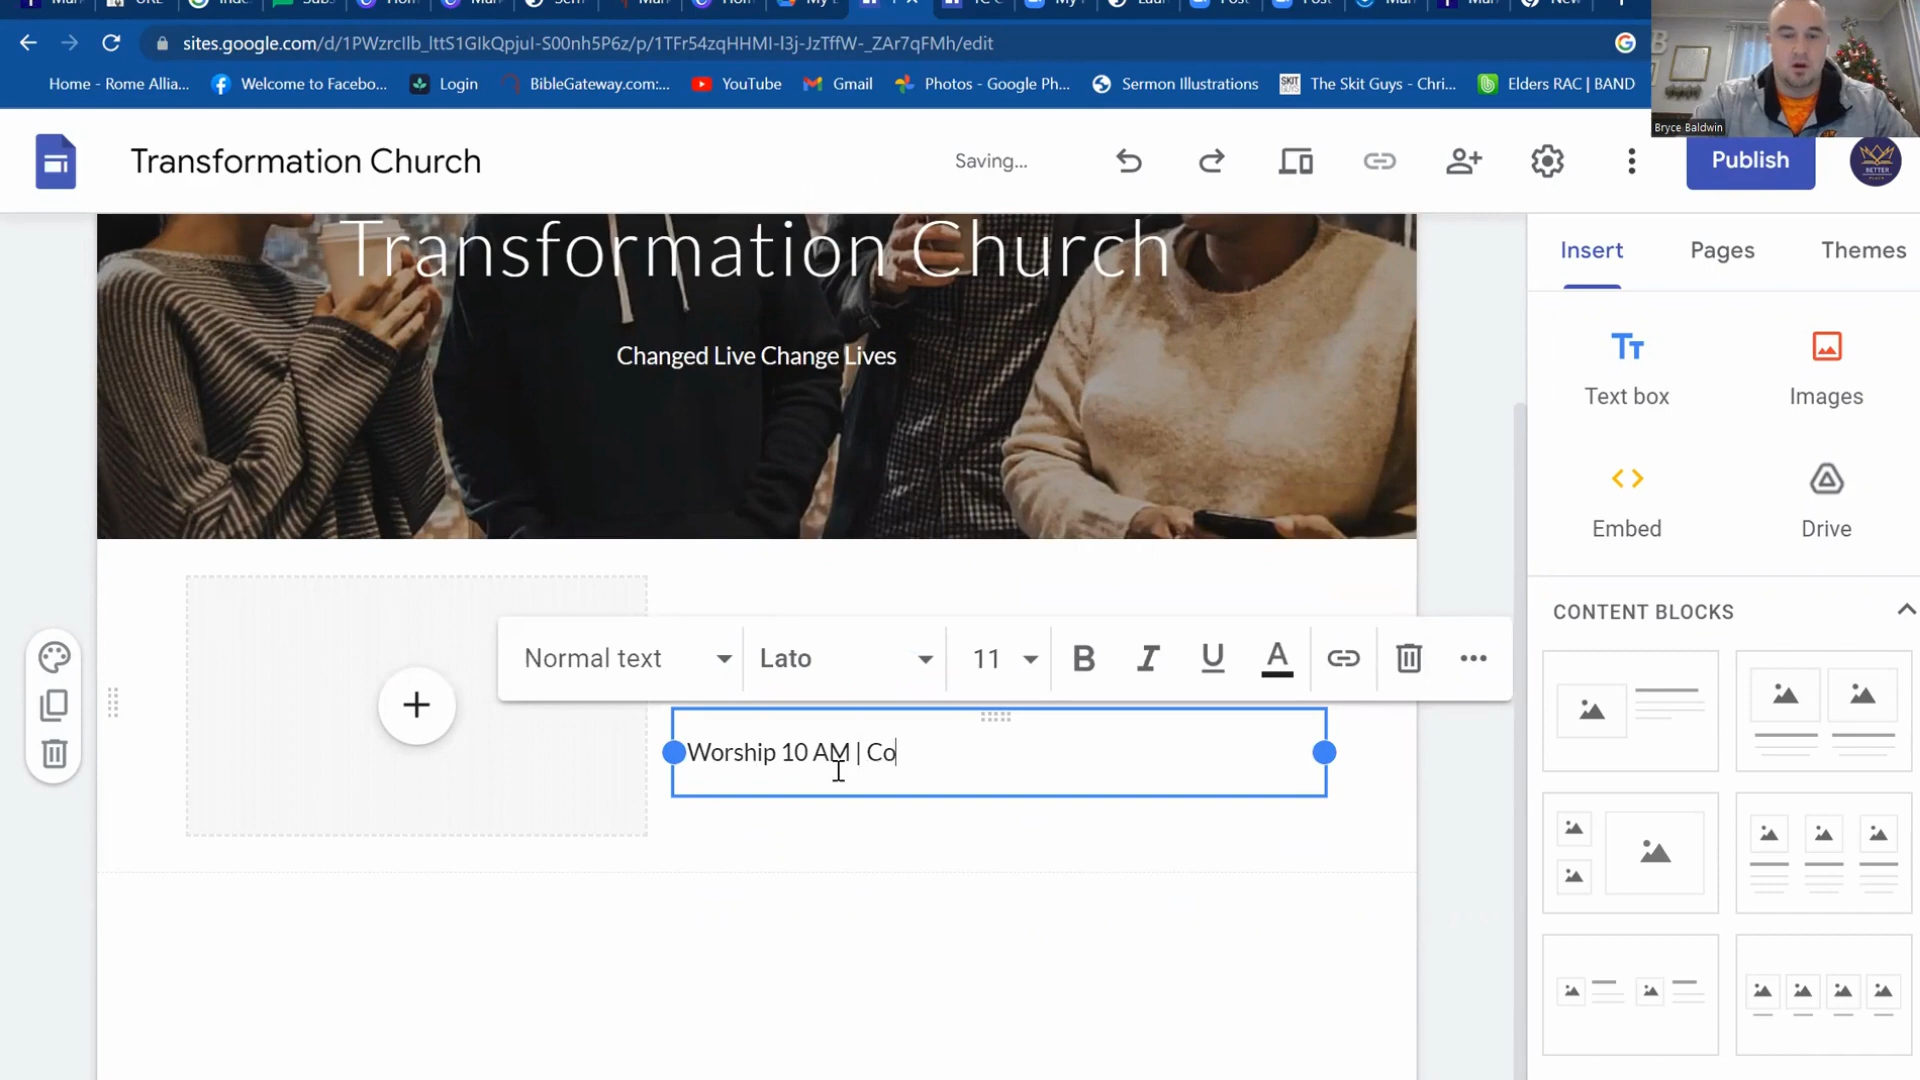 sites.google.com/d/1PWzrcIlb_IttS1GIkQpjuI-S00nh5P6z/p/1TFr54zqHHMI-I3j-JzTffW-_ZAr7qFMh/edit
Home - Rome Allia...
Welcome to Facebo...
Login
BibleGateway.com:...
YouTube
Gmail
Photos - Google Ph...
Sermon Illustrations
The Skit Guys - Chri...
Elders RAC | BAND
Bryce Baldwin
Transformation Church
Saving...
Publish
Transformation Church
Changed Live Change Lives
Insert
Pages
Themes
Text box
Images
Embed
Drive
CONTENT BLOCKS
Normal text
Lato
11
B
I
U
A
Worship 10 AM | Co